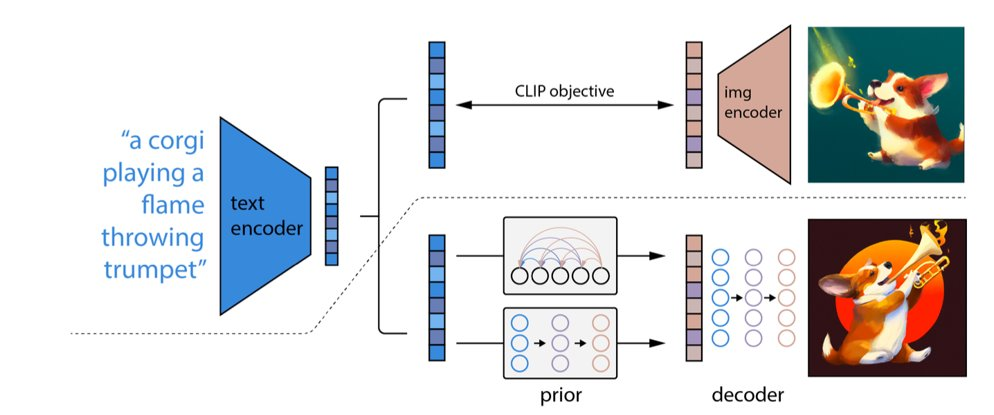 “a corgi
playing a
flame
throwing
trumpet”
text
encoder
CLIP objective
img
encoder
prior
decoder